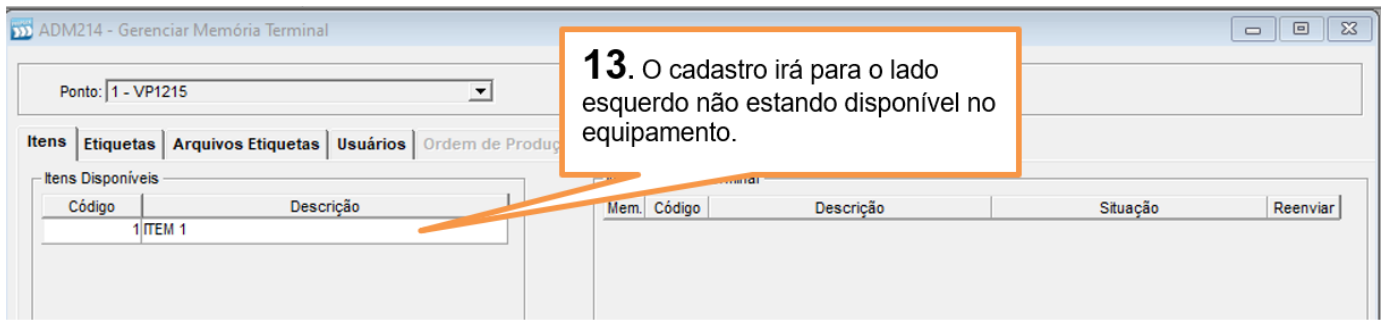 ADM214 - Gerenciar Memória Terminal
13. O cadastro irá para o lado
esquerdo não estando disponível no
equipamento.
Ponto: 1 - VP1215
Itens Etiquetas Arquivos Etiquetas Usuários Ordem de
Itens Disponíveis
Código Descrição
1 ITEM 1
Mem. Código Descrição Situação Reenviar